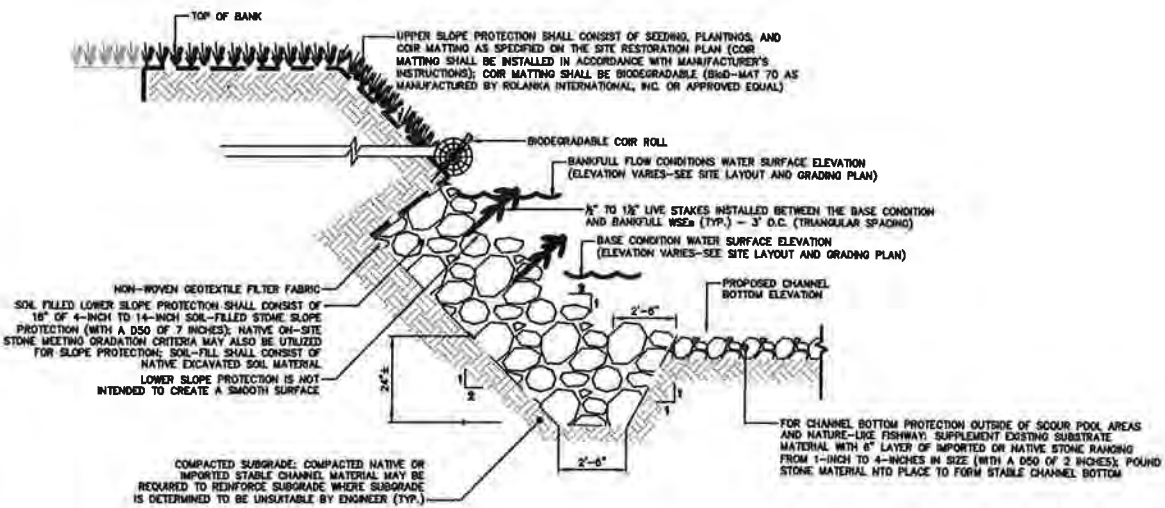 TOP OF BANK
UPPER SLOPE PROTECTION SHALL CONSIST OF SEEDING, PLANTINGS, AND
COIR MATTING AS SPECIFIED ON THE SITE RESTORATION PLAN (COIR
MATTING SHALL BE INSTALLED IN ACCORDANCE WITH MANUFACTURER'S
INSTRUCTIONS); COIR MATTING SHALL BE BIODEGRADABLE (BioD-MAT 70 AS
MANUFACTURED BY ROLANKA INTERNATIONAL, INC. OR APPROVED EQUAL)
BIODEGRADABLE COIR ROLL
BANKFULL FLOW CONDITIONS WATER SURFACE ELEVATION
(ELEVATION VARIES-SEE SITE LAYOUT AND GRADING PLAN)
½" TO 1½" LIVE STAKES INSTALLED BETWEEN THE BASE CONDITION
AND BANKFULL WSEs (TYP.) - 3' O.C. (TRIANGULAR SPACING)
BASE CONDITION WATER SURFACE ELEVATION
(ELEVATION VARIES-SEE SITE LAYOUT AND GRADING PLAN)
NON-WOVEN GEOTEXTILE FILTER FABRIC
SOIL FILLED LOWER SLOPE PROTECTION SHALL CONSIST OF
18" OF 4-INCH TO 14-INCH SOIL-FILLED STONE SLOPE
PROTECTION (WITH A D50 OF 7 INCHES); NATIVE ON-SITE
STONE MEETING GRADATION CRITERIA MAY ALSO BE UTILIZED
FOR SLOPE PROTECTION; SOIL-FILL SHALL CONSIST OF
NATIVE EXCAVATED SOIL MATERIAL
LOWER SLOPE PROTECTION IS NOT
INTENDED TO CREATE A SMOOTH SURFACE
PROPOSED CHANNEL
BOTTOM ELEVATION
2
1
2'-6"
24"±
1
2
1
1
2'-6"
FOR CHANNEL BOTTOM PROTECTION OUTSIDE OF SCOUR POOL AREAS
AND NATURE-LIKE FISHWAY: SUPPLEMENT EXISTING SUBSTRATE
MATERIAL WITH 6" LAYER OF IMPORTED OR NATIVE STONE RANGING
FROM 1-INCH TO 4-INCHES IN SIZE (WITH A D50 OF 2 INCHES); POUND
STONE MATERIAL NTO PLACE TO FORM STABLE CHANNEL BOTTOM
COMPACTED SUBGRADE: COMPACTED NATIVE OR
IMPORTED STABLE CHANNEL MATERIAL MAY BE
REQUIRED TO REINFORCE SUBGRADE WHERE SUBGRADE
IS DETERMINED TO BE UNSUITABLE BY ENGINEER (TYP.)